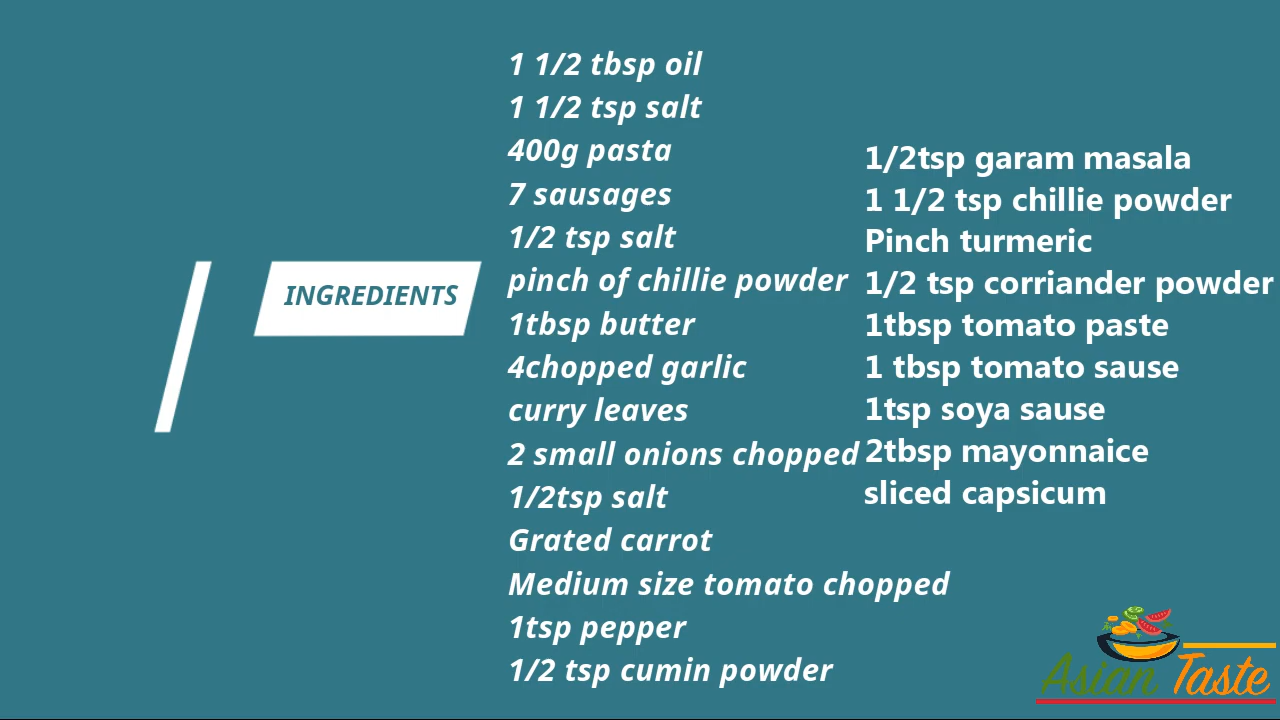 INGREDIENTS
1 1/2 tbsp oil
1 1/2 tsp salt
400g pasta
7 sausages
1/2 tsp salt
pinch of chillie powder
1tbsp butter
4chopped garlic
curry leaves
2 small onions chopped
1/2tsp salt
Grated carrot
Medium size tomato chopped
1tsp pepper
1/2 tsp cumin powder
1/2tsp garam masala
1 1/2 tsp chillie powder
Pinch turmeric
1/2 tsp corriander powder
1tbsp tomato paste
1 tbsp tomato sause
1tsp soya sause
2tbsp mayonnaice
sliced capsicum
Asian Taste